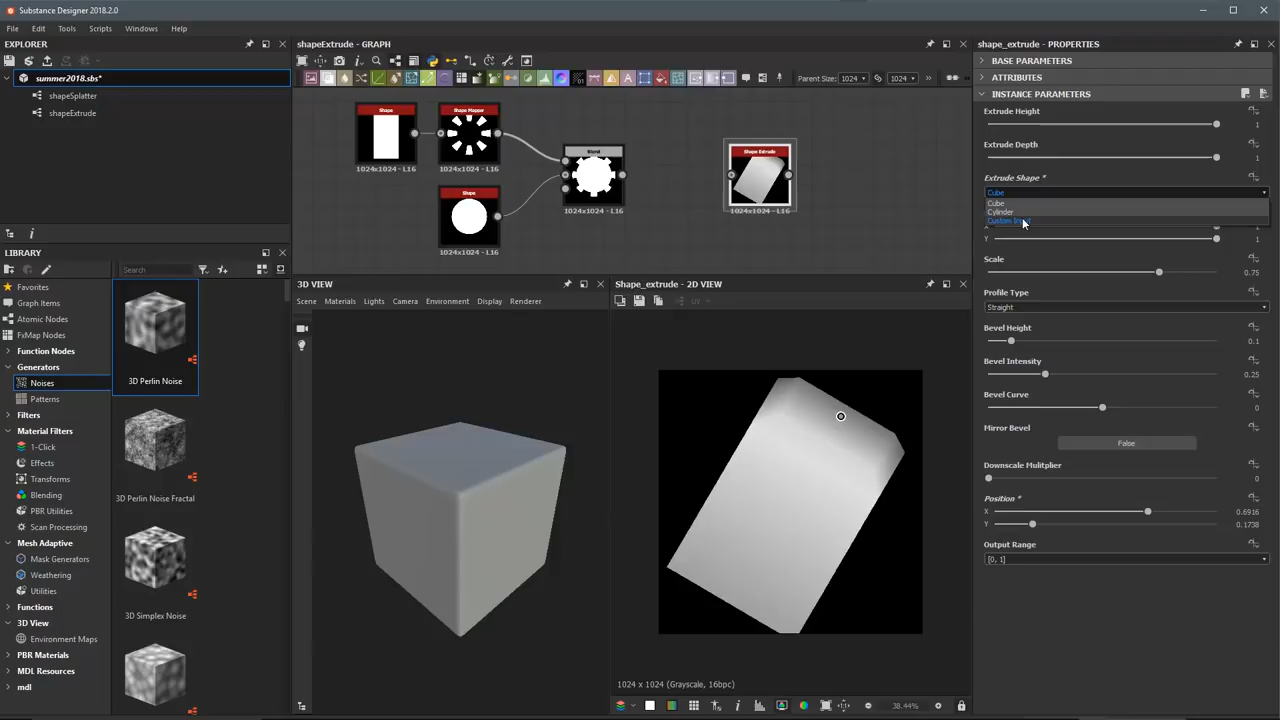 Substance Designer 2018.2.0
File Edit Tools Scripts Windows Help
EXPLORER
summer2018.sbs*
shapeSplatter
shapeExtrude
LIBRARY
Search
Favorites
Graph Items
Atomic Nodes
FxMap Nodes
Function Nodes
Generators
Noises
Patterns
Filters
Material Filters
1-Click
Effects
Transforms
Blending
PBR Utilities
Scan Processing
Mesh Adaptive
Mask Generators
Weathering
Utilities
Functions
3D View
Environment Maps
PBR Materials
MDL Resources
mdl
3D Perlin Noise
3D Perlin Noise Fractal
3D Simplex Noise
shapeExtrude - GRAPH
Parent Size: 1024 1024
Shape
1024x1024 - L16
Shape Mapper
1024x1024 - L16
Shape
1024x1024 - L16
Blend
1024x1024 - L16
Shape Extrude
1024x1024 - L16
3D VIEW
Scene Materials Lights Camera Environment Display Renderer
Shape_extrude - 2D VIEW
UV
1024 x 1024 (Grayscale, 16bpc)
38.44%
shape_extrude - PROPERTIES
BASE PARAMETERS
ATTRIBUTES
INSTANCE PARAMETERS
Extrude Height
1
Extrude Depth
1
Extrude Shape *
Cube
Cube
Cylinder
Custom Input
X 1
Y 1
Scale
0.75
Profile Type
Straight
Bevel Height
0.1
Bevel Intensity
0.25
Bevel Curve
0
Mirror Bevel
False
Downscale Mulitplier
0
Position *
X 0.6916
Y 0.1738
Output Range
[0, 1]